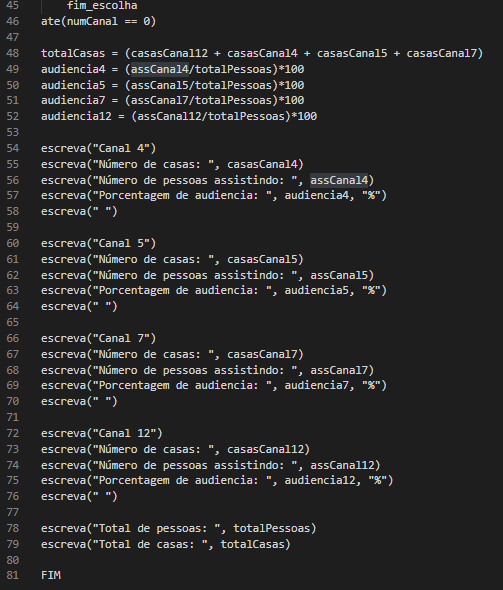 45 fim_escolha
46 ate(numCanal == 0)
47
48 totalCasas = (casasCanal12 + casasCanal4 + casasCanal5 + casasCanal7)
49 audiencia4 = (assCanal4/totalPessoas)*100
50 audiencia5 = (assCanal5/totalPessoas)*100
51 audiencia7 = (assCanal7/totalPessoas)*100
52 audiencia12 = (assCanal12/totalPessoas)*100
53
54 escreva("Canal 4")
55 escreva("Número de casas: ", casasCanal4)
56 escreva("Número de pessoas assistindo: ", assCanal4)
57 escreva("Porcentagem de audiencia: ", audiencia4, "%")
58 escreva(" ")
59
60 escreva("Canal 5")
61 escreva("Número de casas: ", casasCanal5)
62 escreva("Número de pessoas assistindo: ", assCanal5)
63 escreva("Porcentagem de audiencia: ", audiencia5, "%")
64 escreva(" ")
65
66 escreva("Canal 7")
67 escreva("Número de casas: ", casasCanal7)
68 escreva("Número de pessoas assistindo: ", assCanal7)
69 escreva("Porcentagem de audiencia: ", audiencia7, "%")
70 escreva(" ")
71
72 escreva("Canal 12")
73 escreva("Número de casas: ", casasCanal12)
74 escreva("Número de pessoas assistindo: ", assCanal12)
75 escreva("Porcentagem de audiencia: ", audiencia12, "%")
76 escreva(" ")
77
78 escreva("Total de pessoas: ", totalPessoas)
79 escreva("Total de casas: ", totalCasas)
80
81 FIM